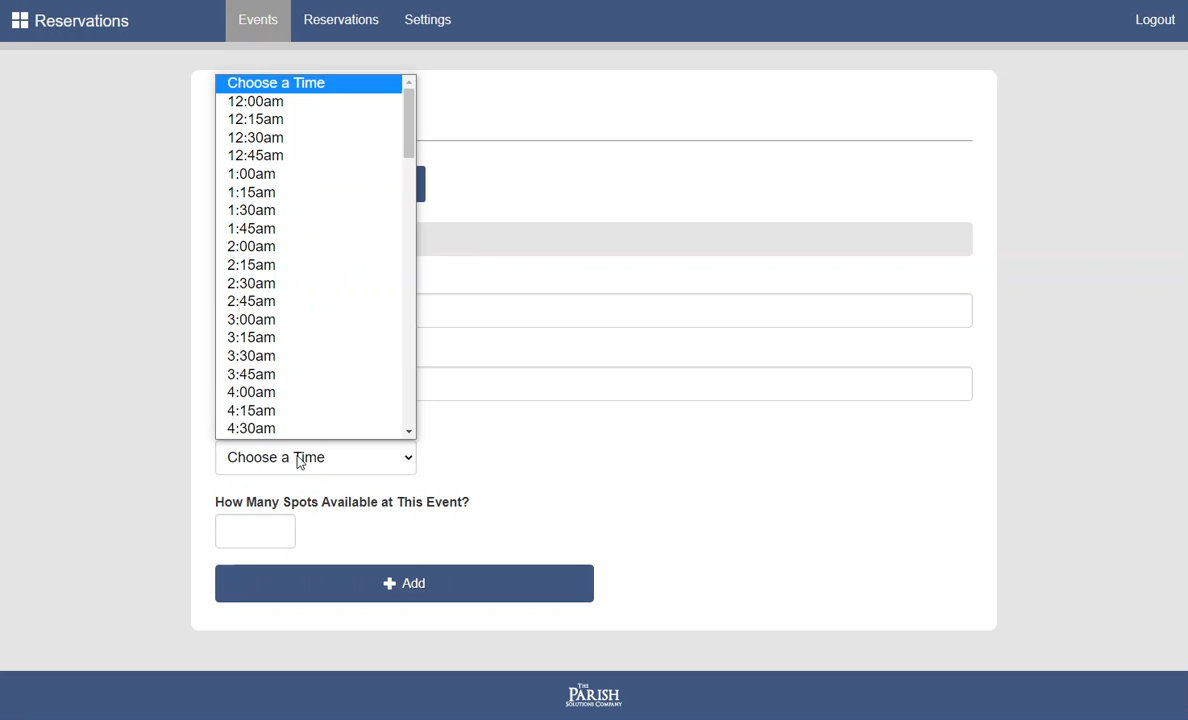 Reservations
Events
Reservations
Settings
Logout
Choose a Time
12:00am
12:15am
12:30am
12:45am
1:00am
1:15am
1:30am
1:45am
2:00am
2:15am
2:30am
2:45am
3:00am
3:15am
3:30am
3:45am
4:00am
4:15am
4:30am
Choose a Time
How Many Spots Available at This Event?
Add
THE
PARISH
SOLUTIONS COMPANY